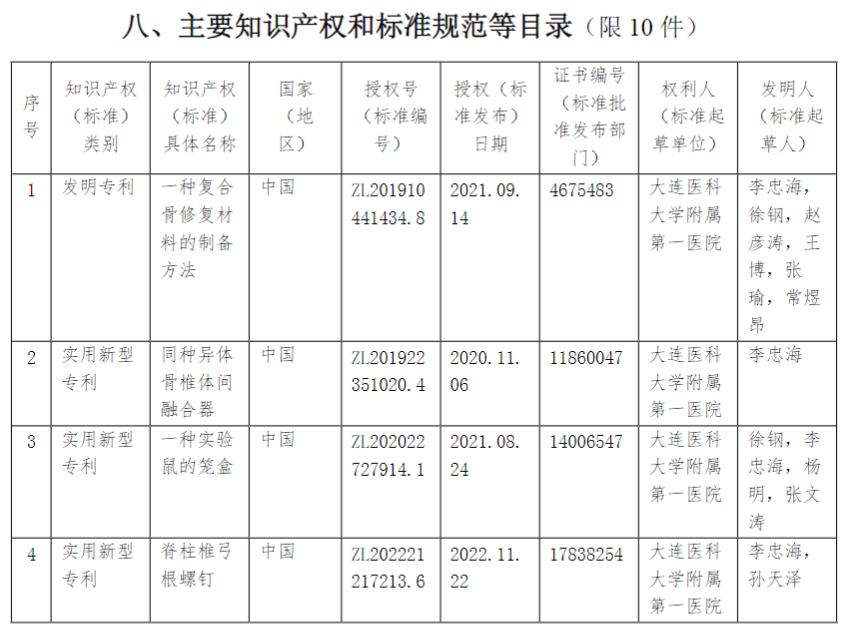 八、主要知识产权和标准规范等目录（限 10 件）
序
号
知识产权
（标准）
类别
知识产权
（标准）
具体名称
国家
（地
区）
授权号
（标准编
号）
授权（标
准发布）
日期
证书编号
（标准批
准发布部
门）
权利人
（标准起
草单位）
发明人
（标准起
草人）
1
发明专利
一种复合
骨修复材
料的制备
方法
中国
ZL201910
441434.8
2021.09.
14
4675483
大连医科
大学附属
第一医院
李忠海，
徐钢，赵
彦涛，王
博，张
瑜，常煜
昂
2
实用新型
专利
同种异体
骨椎体间
融合器
中国
ZL201922
351020.4
2020.11.
06
11860047
大连医科
大学附属
第一医院
李忠海
3
实用新型
专利
一种实验
鼠的笼盒
中国
ZL202022
727914.1
2021.08.
24
14006547
大连医科
大学附属
第一医院
徐钢，李
忠海，杨
明，张文
涛
4
实用新型
专利
脊柱椎弓
根螺钉
中国
ZL202221
217213.6
2022.11.
22
17838254
大连医科
大学附属
第一医院
李忠海，
孙天泽